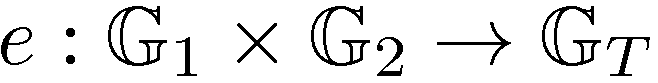 e : 𝔾₁ × 𝔾₂ → 𝔾_T